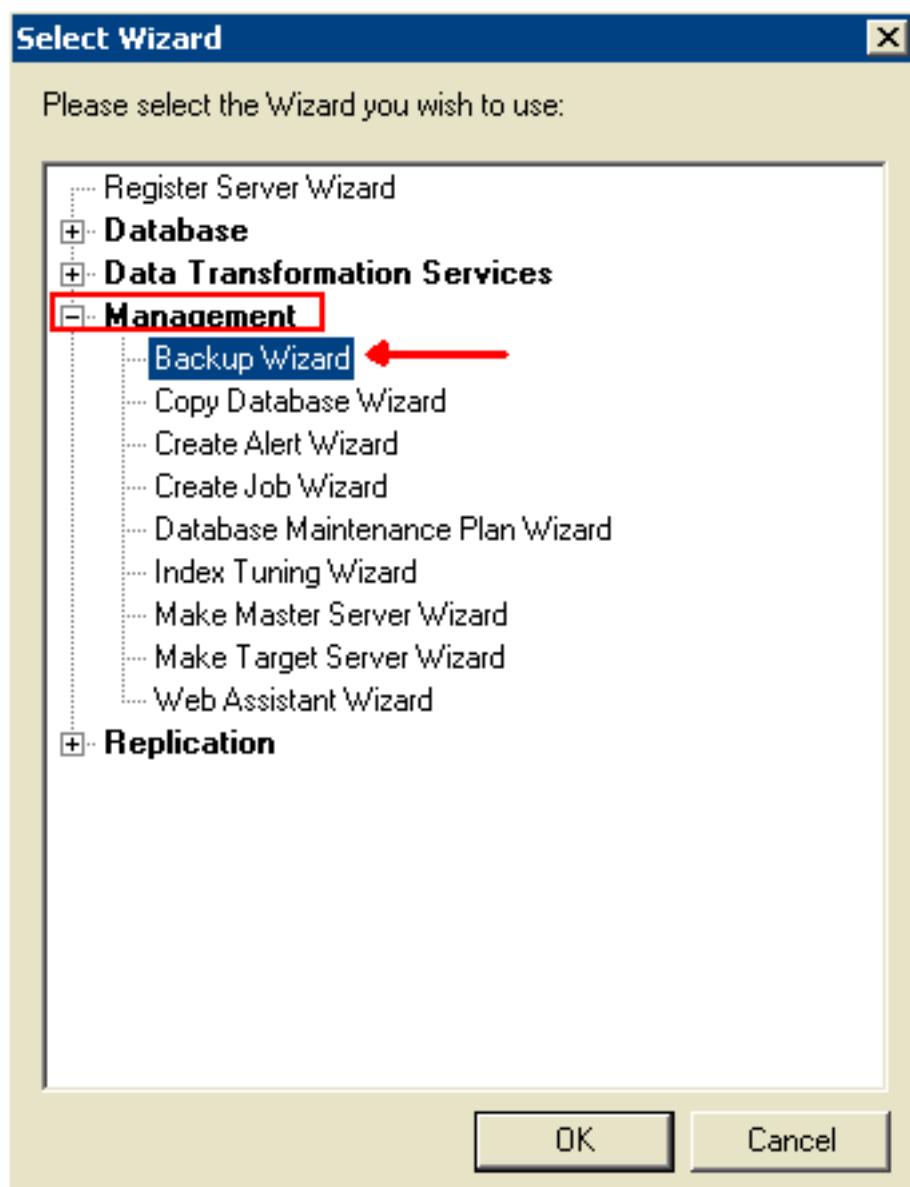 Select Wizard
Please select the Wizard you wish to use:
Register Server Wizard
Database
Data Transformation Services
Management
Backup Wizard
Copy Database Wizard
Create Alert Wizard
Create Job Wizard
Database Maintenance Plan Wizard
Index Tuning Wizard
Make Master Server Wizard
Make Target Server Wizard
Web Assistant Wizard
Replication
OK Cancel